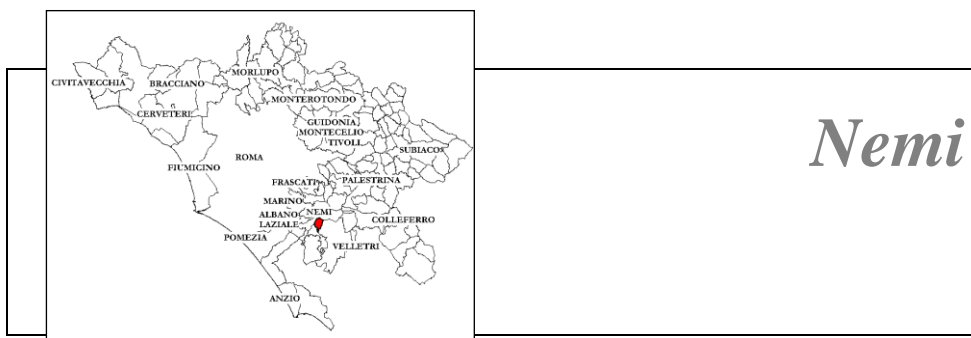 MORLUPO
CIVITAVECCHIA
BRACCIANO
MONTEROTONDO
CERVETERI
GUIDONIA
MONTECELIO
TIVOLI
SUBIACO
ROMA
FIUMICINO
FRASCATI
PALESTRINA
MARINO
ALBANO
LAZIALE
NEMI
COLLEFERRO
POMEZIA
VELLETRI
ANZIO
Nemi